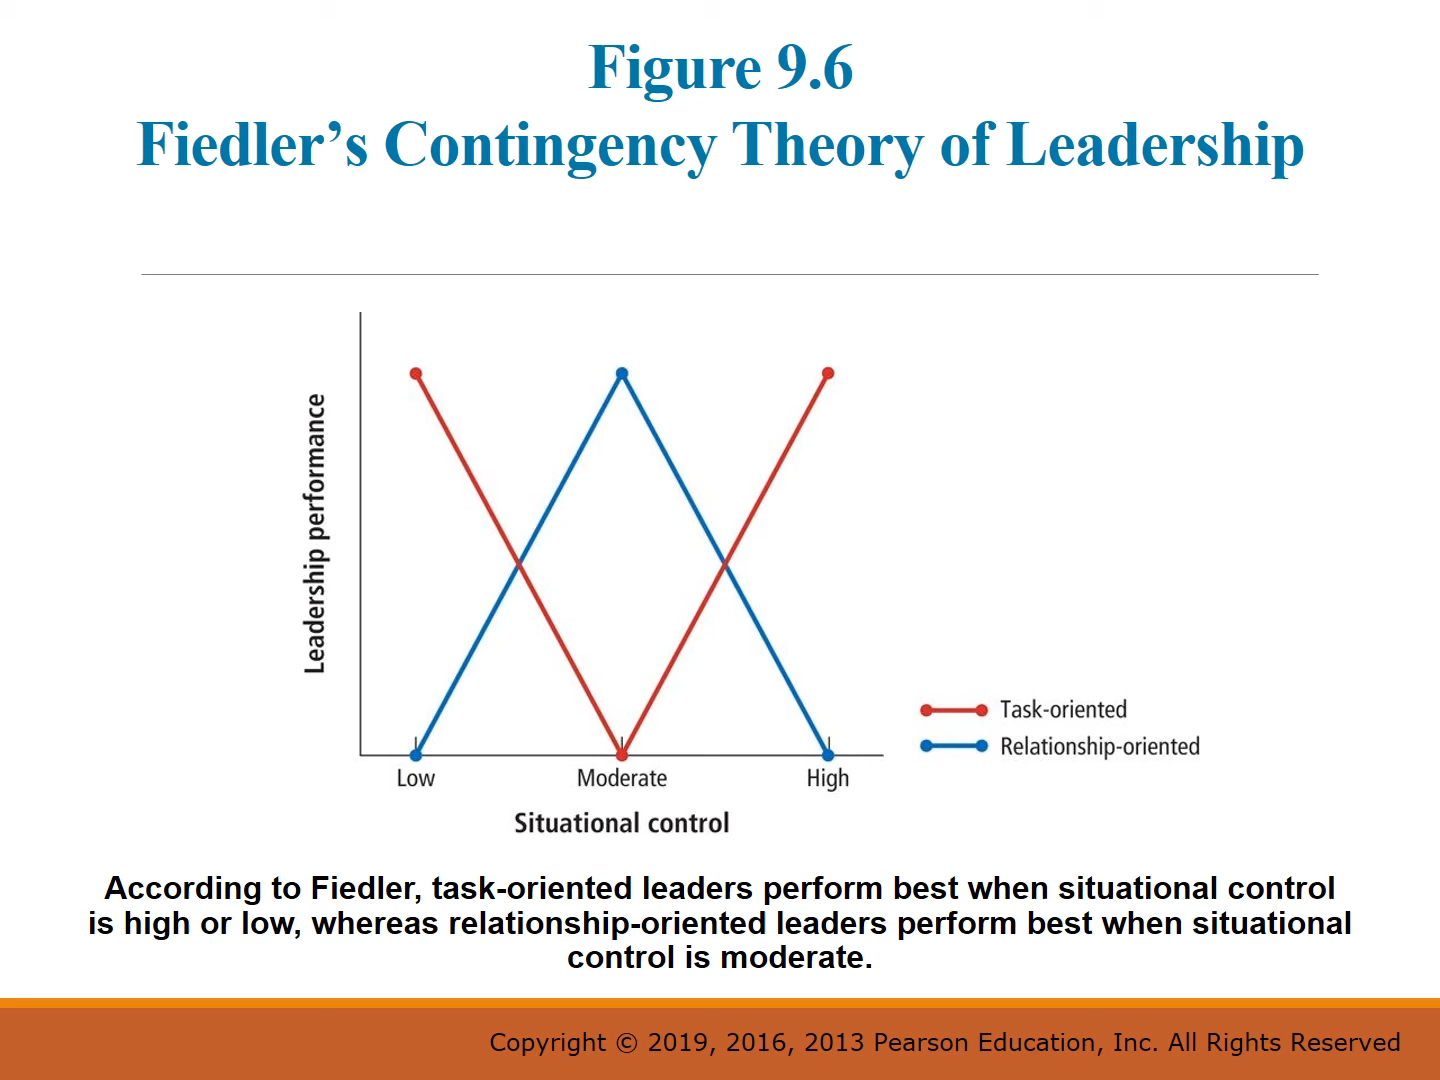 Figure 9.6
Fiedler’s Contingency Theory of Leadership
Leadership performance
Task-oriented
Relationship-oriented
Low
Moderate
High
Situational control
According to Fiedler, task-oriented leaders perform best when situational control
is high or low, whereas relationship-oriented leaders perform best when situational
control is moderate.
Copyright © 2019, 2016, 2013 Pearson Education, Inc. All Rights Reserved